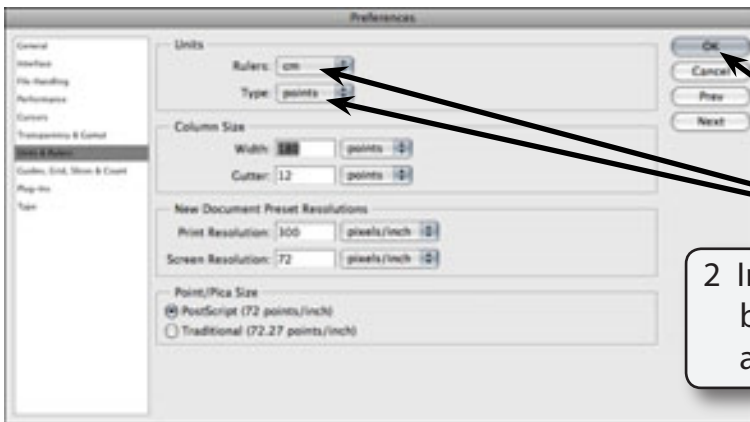 Preferences
General
Interface
File Handling
Performance
Cursors
Transparency & Gamut
Units & Rulers
Guides, Grid, Slices & Count
Plug-Ins
Type
Units
Rulers: cm
Type: points
Column Size
Width: 180 points
Gutter: 12 points
New Document Preset Resolutions
Print Resolution: 300 pixels/inch
Screen Resolution: 72 pixels/inch
Point/Pica Size
PostScript (72 points/inch)
Traditional (72.27 points/inch)
OK
Cancel
Prev
Next
2